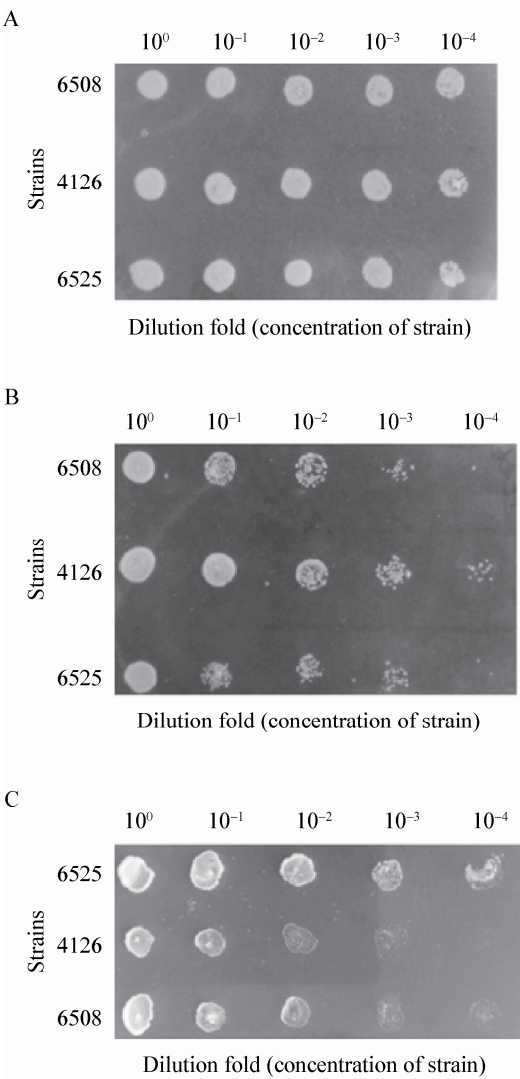 A
10⁰ 10⁻¹ 10⁻² 10⁻³ 10⁻⁴
6508
4126
6525
Strains
Dilution fold (concentration of strain)
B
10⁰ 10⁻¹ 10⁻² 10⁻³ 10⁻⁴
6508
4126
6525
Strains
Dilution fold (concentration of strain)
C
10⁰ 10⁻¹ 10⁻² 10⁻³ 10⁻⁴
6525
4126
6508
Strains
Dilution fold (concentration of strain)